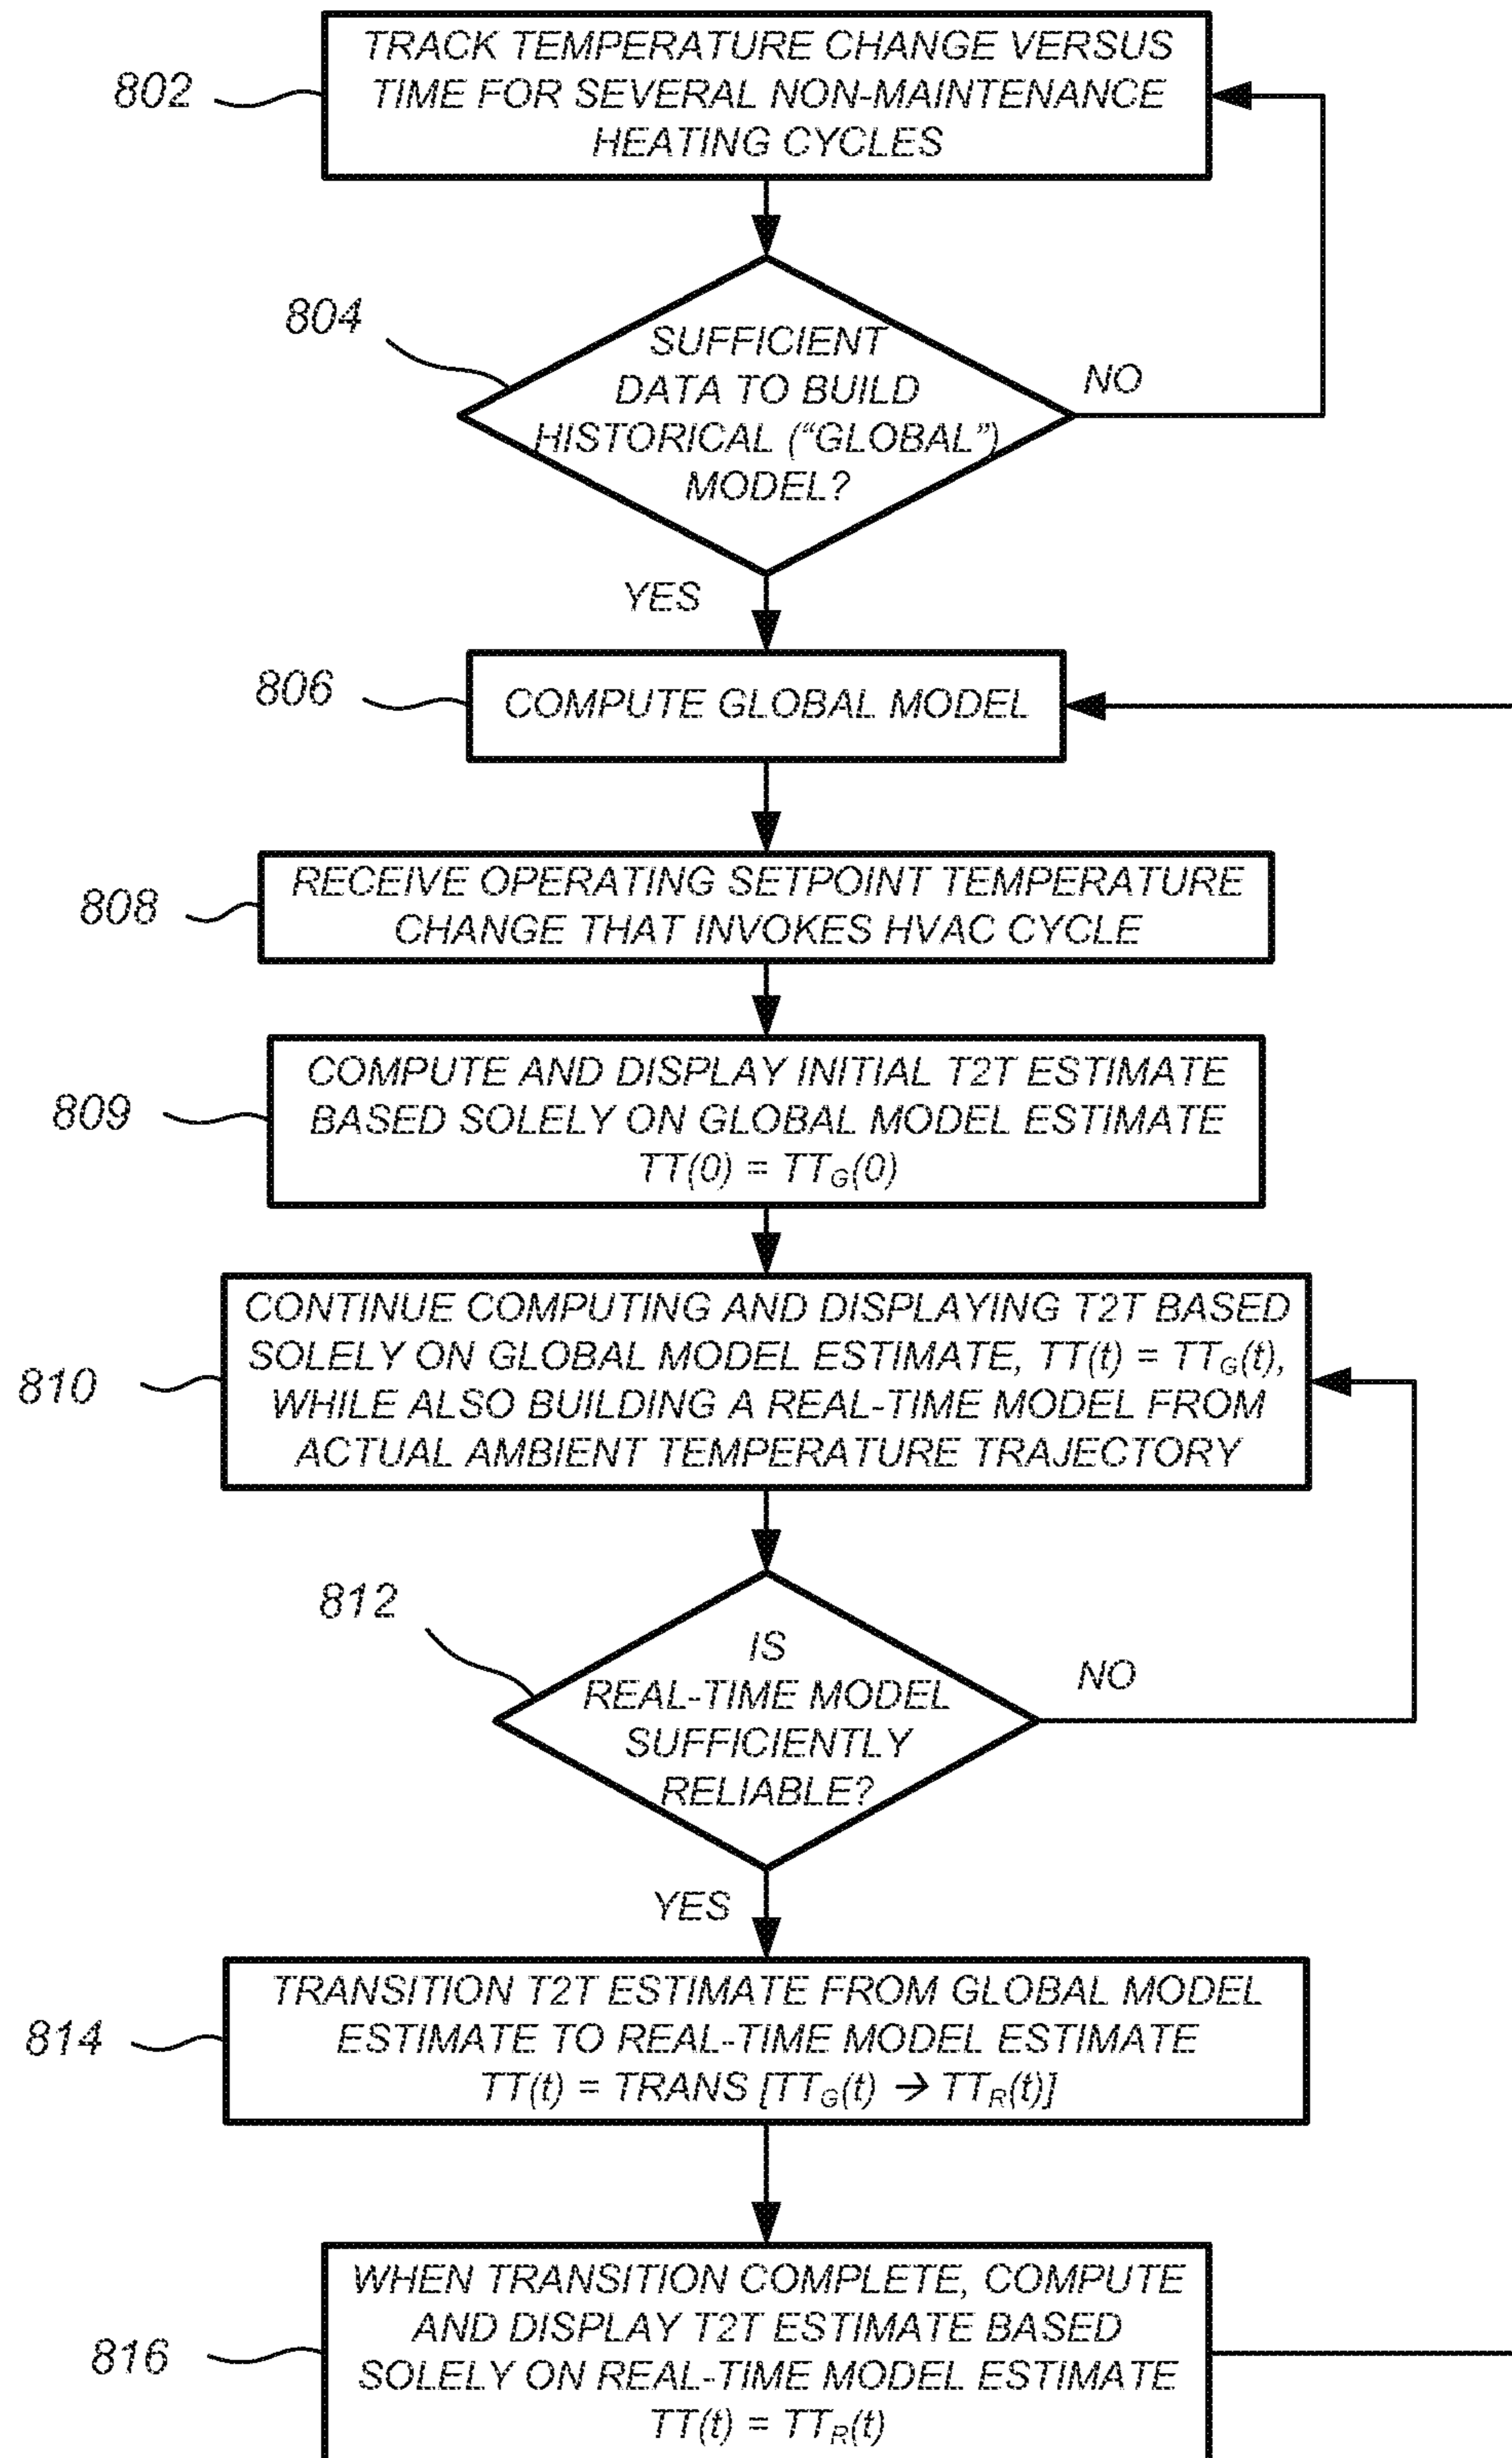 802
TRACK TEMPERATURE CHANGE VERSUS
TIME FOR SEVERAL NON-MAINTENANCE
HEATING CYCLES
804
SUFFICIENT
DATA TO BUILD
HISTORICAL (“GLOBAL”)
MODEL?
NO
YES
806
COMPUTE GLOBAL MODEL
808
RECEIVE OPERATING SETPOINT TEMPERATURE
CHANGE THAT INVOKES HVAC CYCLE
809
COMPUTE AND DISPLAY INITIAL T2T ESTIMATE
BASED SOLELY ON GLOBAL MODEL ESTIMATE
TT(0) = TT_G(0)
810
CONTINUE COMPUTING AND DISPLAYING T2T BASED
SOLELY ON GLOBAL MODEL ESTIMATE, TT(t) = TT_G(t),
WHILE ALSO BUILDING A REAL-TIME MODEL FROM
ACTUAL AMBIENT TEMPERATURE TRAJECTORY
812
IS
REAL-TIME MODEL
SUFFICIENTLY
RELIABLE?
NO
YES
814
TRANSITION T2T ESTIMATE FROM GLOBAL MODEL
ESTIMATE TO REAL-TIME MODEL ESTIMATE
TT(t) = TRANS [TT_G(t) → TT_R(t)]
816
WHEN TRANSITION COMPLETE, COMPUTE
AND DISPLAY T2T ESTIMATE BASED
SOLELY ON REAL-TIME MODEL ESTIMATE
TT(t) = TT_R(t)